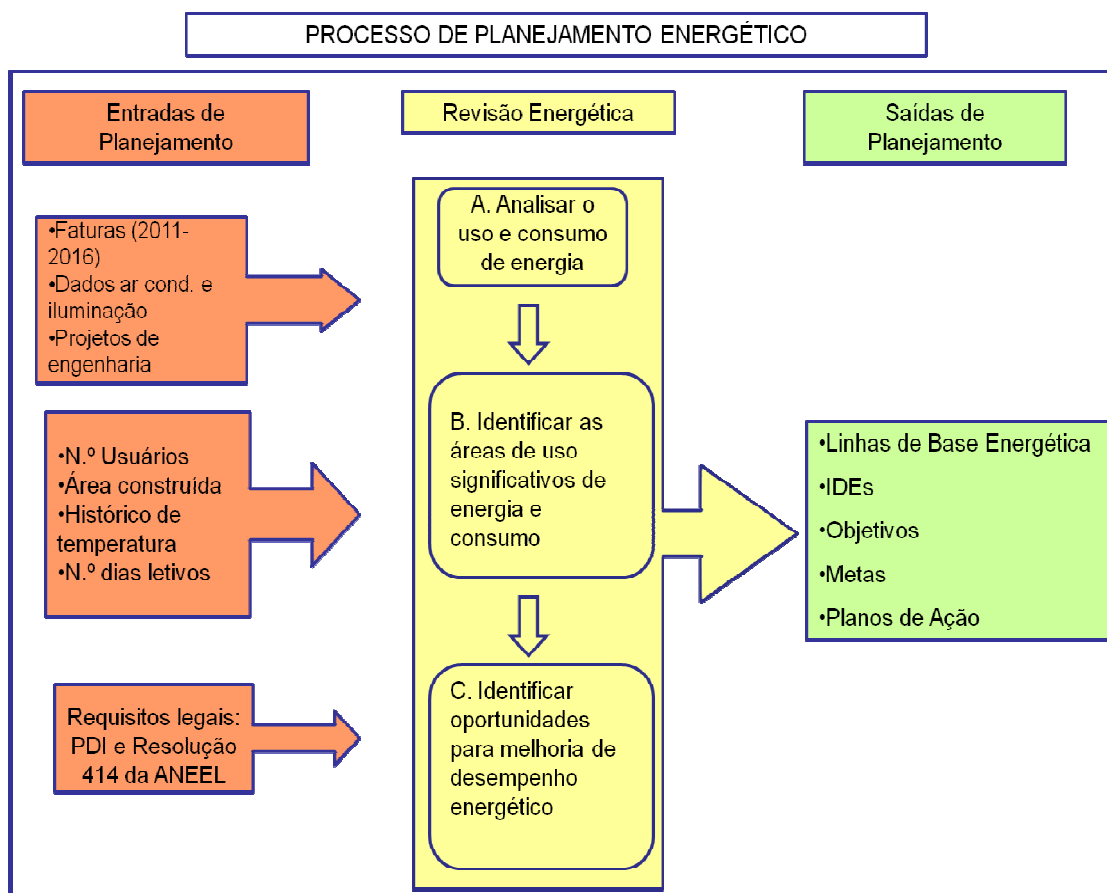 PROCESSO DE PLANEJAMENTO ENERGÉTICO
Entradas de
Planejamento
Revisão Energética
Saídas de
Planejamento
•Faturas (2011-
2016)
•Dados ar cond. e
iluminação
•Projetos de
engenharia
•N.º Usuários
•Área construída
•Histórico de
temperatura
•N.º dias letivos
Requisitos legais:
PDI e Resolução
414 da ANEEL
A. Analisar o
uso e consumo
de energia
B. Identificar as
áreas de uso
significativos de
energia e
consumo
C. Identificar
oportunidades
para melhoria de
desempenho
energético
•Linhas de Base Energética
•IDEs
•Objetivos
•Metas
•Planos de Ação